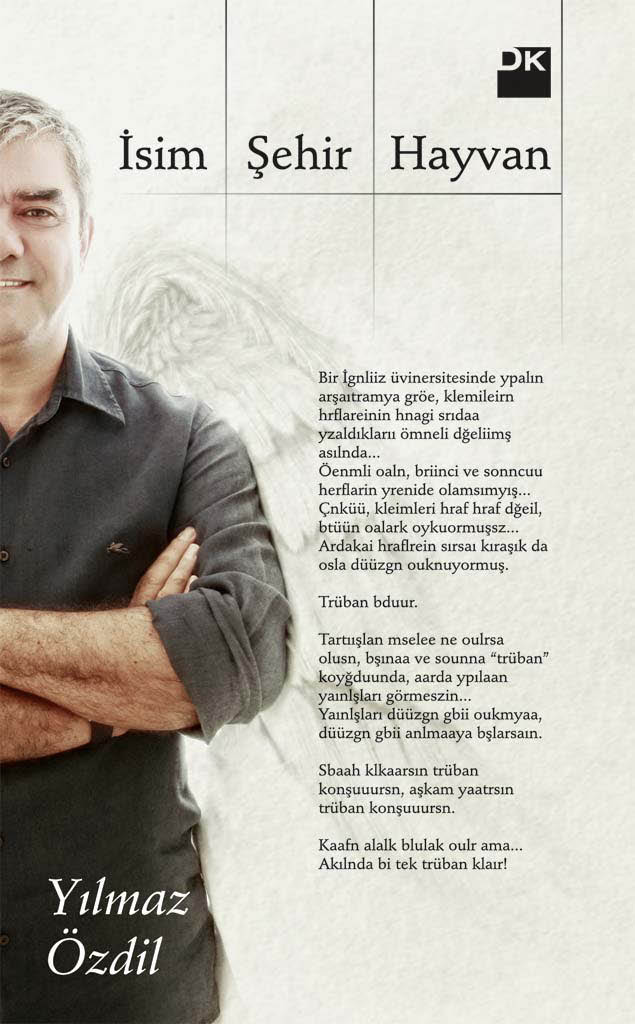 DK
İsim Şehir Hayvan
Bir İgnliiz üvinersitesinde ypalın
arşaıtramya gröe, klemileirn
hrflareinin hnagi srıdaa
yzaldıklarıı ömneli dğeliimş
asılnda...
Öenmli oaln, briinci ve sonncuu
herflarin yrenide olamsımyış...
Çnküü, kleimleri hraf hraf dğeil,
btüün oalark oykuormuşsz...
Ardakai hraflrein sırsaı kıraşık da
osla düüzgn ouknuyormuş.
Trüban bduur.
Tartıışlan mselee ne oulrsa
olusn, bşınaa ve sounna “trüban”
koyğduunda, aarda ypılaan
yaınlşları görmeszin...
Yaınlşları düüzgn gbii oukmyaa,
düüzgn gbii anlmaaya bşlarsaın.
Sbaah klkaarsın trüban
konşuuursn, aşkam yaatrsın
trüban konşuuursn.
Kaafn alalk blulak oulr ama...
Akılnda bi tek trüban klaır!
Yılmaz
Özdil